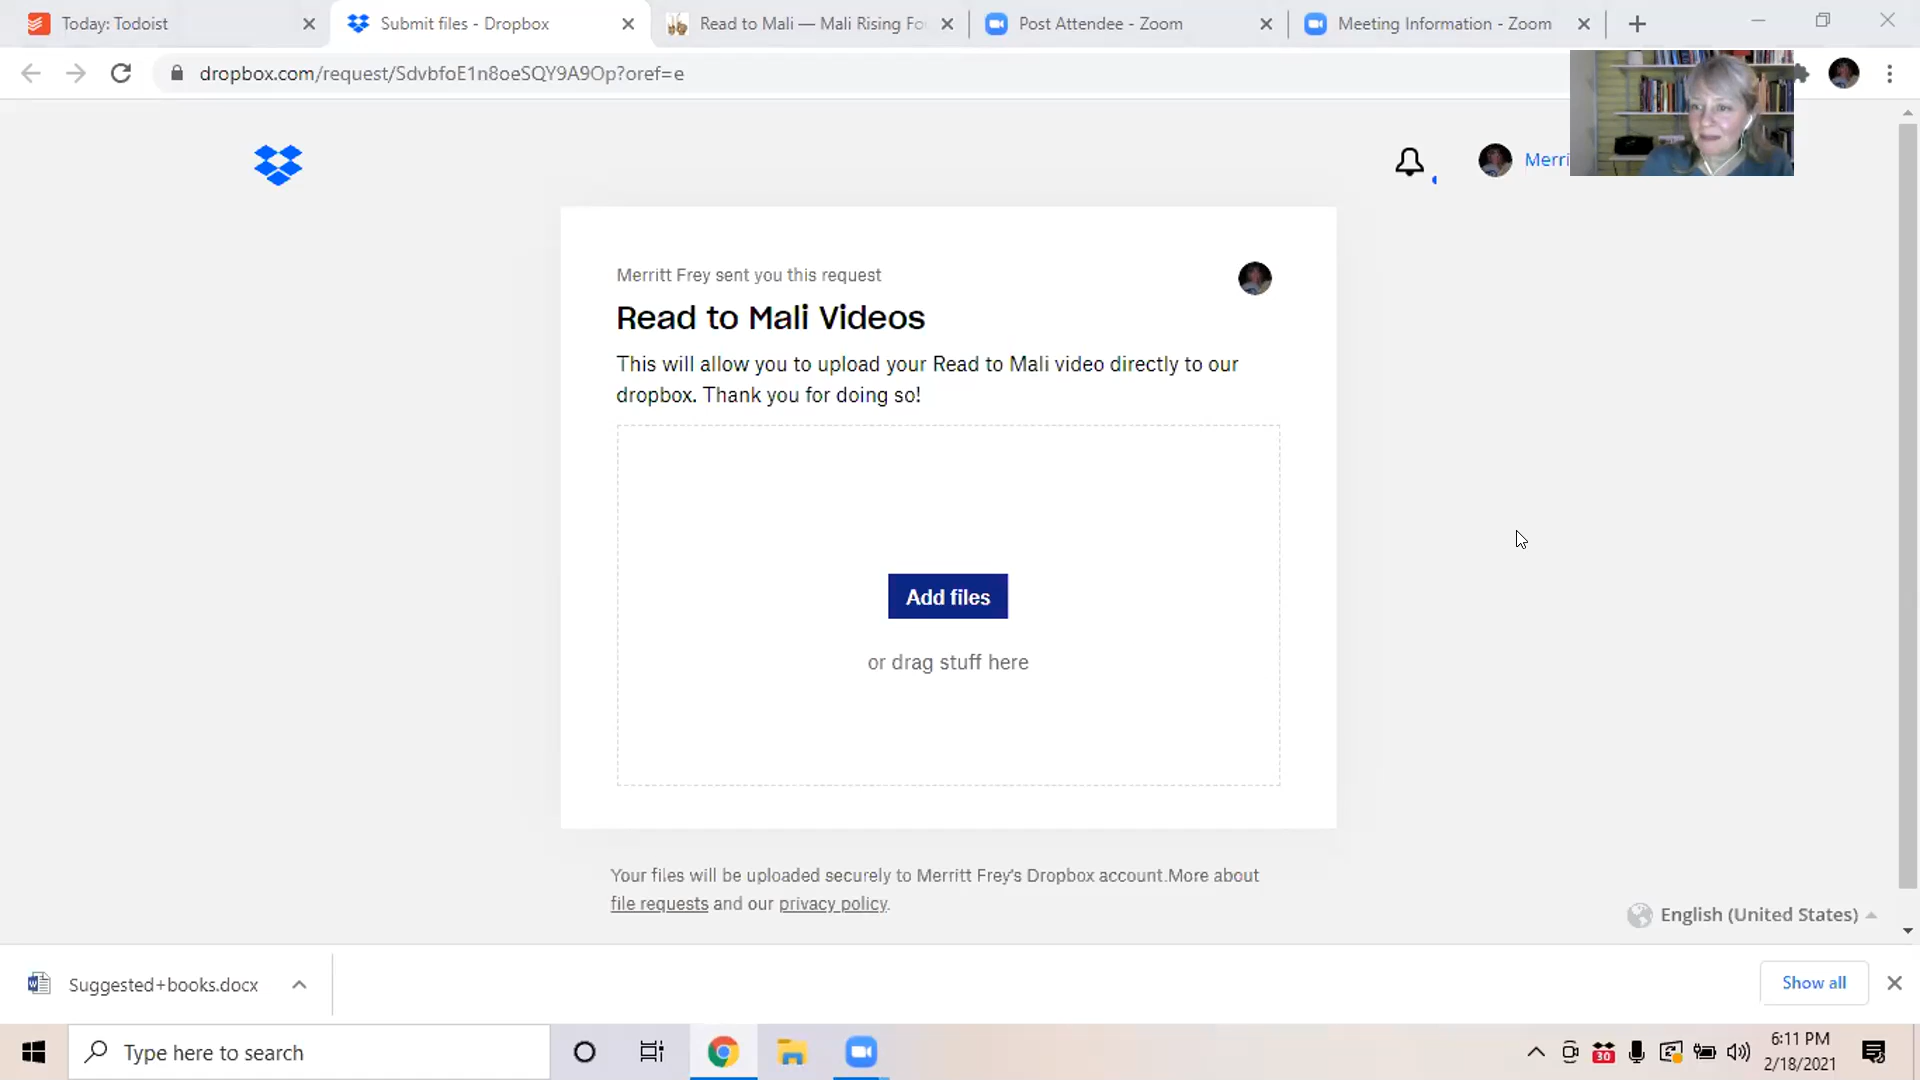 Today: Todoist
Submit files - Dropbox
Read to Mali — Mali Rising Fo
Post Attendee - Zoom
Meeting Information - Zoom
dropbox.com/request/SdvbfoE1n8oeSQY9A9Op?oref=e
Merri
Merritt Frey sent you this request
Read to Mali Videos
This will allow you to upload your Read to Mali video directly to our
dropbox. Thank you for doing so!
Add files
or drag stuff here
Your files will be uploaded securely to Merritt Frey's Dropbox account.More about
file requests and our privacy policy.
English (United States)
Suggested+books.docx
Show all
Type here to search
30
6:11 PM
2/18/2021